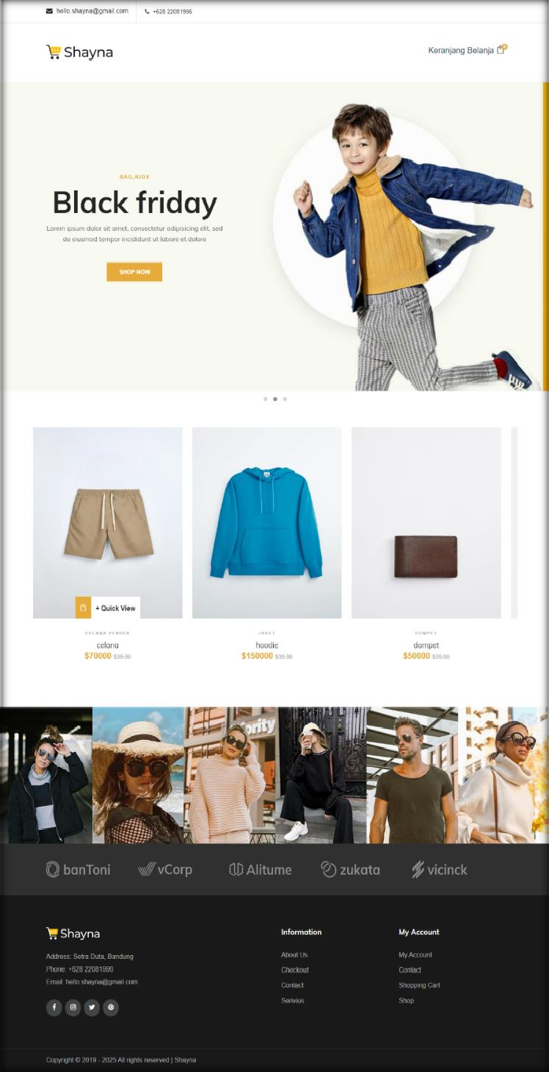 hello.shayna@gmail.com
+628 22081996
Shayna
Keranjang Belanja
BAG,KIDS
Black friday
Lorem ipsum dolor sit amet, consectetur adipisicing elit, sed
do eiusmod tempor incididunt ut labore et dolore
SHOP NOW
+ Quick View
CELANA PENDEK
celana
$70000 $35.00
JAKET
hoodie
$150000 $35.00
DOMPET
dompet
$50000 $35.00
ority
banToni
vCorp
Alitume
zukata
vicinck
Shayna
Address: Setra Duta, Bandung
Phone: +628 22081996
Email: hello.shayna@gmail.com
Information
About Us
Checkout
Contact
Serivius
My Account
My Account
Contact
Shopping Cart
Shop
Copyright © 2019 - 2025 All rights reserved | Shayna